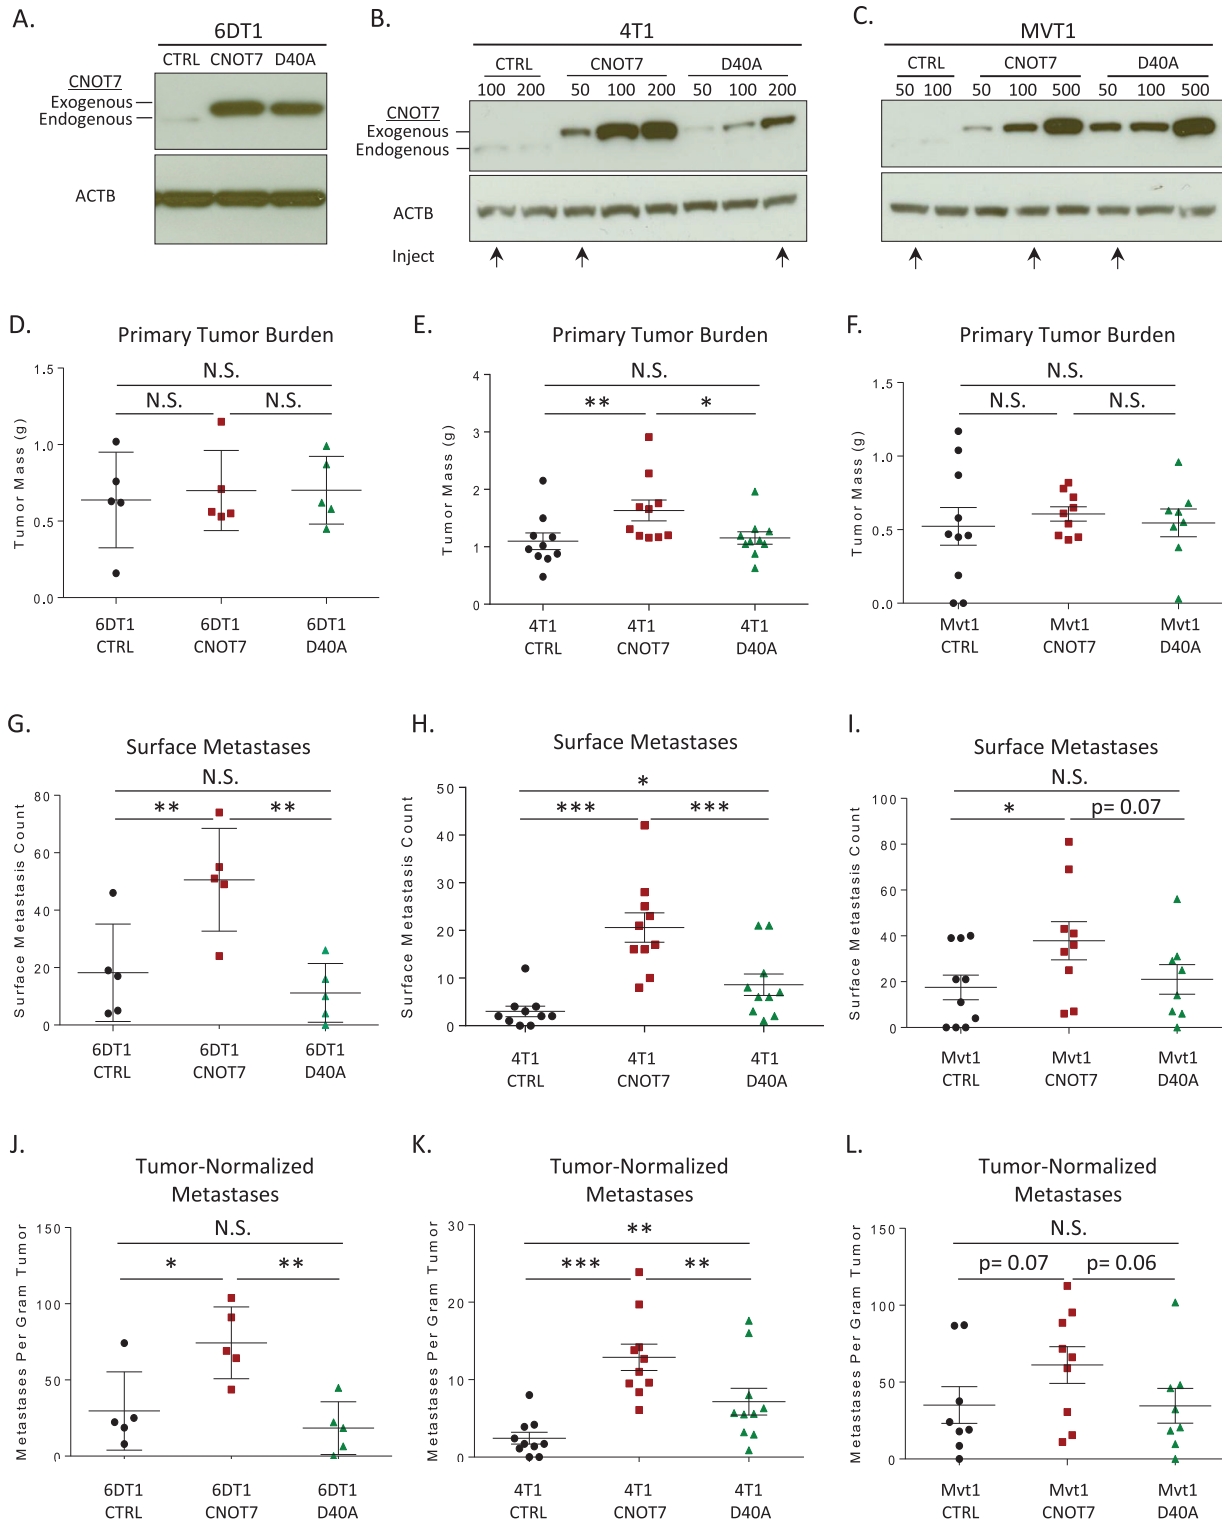 A.
6DT1
CTRL CNOT7 D40A
CNOT7
Exogenous
Endogenous
ACTB
B.
4T1
CTRL CNOT7 D40A
100 200 50 100 200 50 100 200
CNOT7
Exogenous
Endogenous
ACTB
Inject
C.
MVT1
CTRL CNOT7 D40A
50 100 50 100 500 50 100 500
D.
Primary Tumor Burden
N.S.
N.S. N.S.
Tumor Mass (g)
1.5
1.0
0.5
0.0
6DT1 6DT1 6DT1
CTRL CNOT7 D40A
E.
Primary Tumor Burden
N.S.
** *
Tumor Mass (g)
4
3
2
1
0
4T1 4T1 4T1
CTRL CNOT7 D40A
F.
Primary Tumor Burden
N.S.
N.S. N.S.
Tumor Mass (g)
1.5
1.0
0.5
0.0
Mvt1 Mvt1 Mvt1
CTRL CNOT7 D40A
G.
Surface Metastases
N.S.
** **
Surface Metastasis Count
80
60
40
20
0
6DT1 6DT1 6DT1
CTRL CNOT7 D40A
H.
Surface Metastases
*
*** ***
Surface Metastasis Count
50
40
30
20
10
0
4T1 4T1 4T1
CTRL CNOT7 D40A
I.
Surface Metastases
N.S.
* p= 0.07
Surface Metastasis Count
100
80
60
40
20
0
Mvt1 Mvt1 Mvt1
CTRL CNOT7 D40A
J.
Tumor-Normalized
Metastases
N.S.
* **
Metastases Per Gram Tumor
150
100
50
0
6DT1 6DT1 6DT1
CTRL CNOT7 D40A
K.
Tumor-Normalized
Metastases
**
*** **
Metastases Per Gram Tumor
30
20
10
0
4T1 4T1 4T1
CTRL CNOT7 D40A
L.
Tumor-Normalized
Metastases
N.S.
p= 0.07 p= 0.06
Metastases Per Gram Tumor
150
100
50
0
Mvt1 Mvt1 Mvt1
CTRL CNOT7 D40A